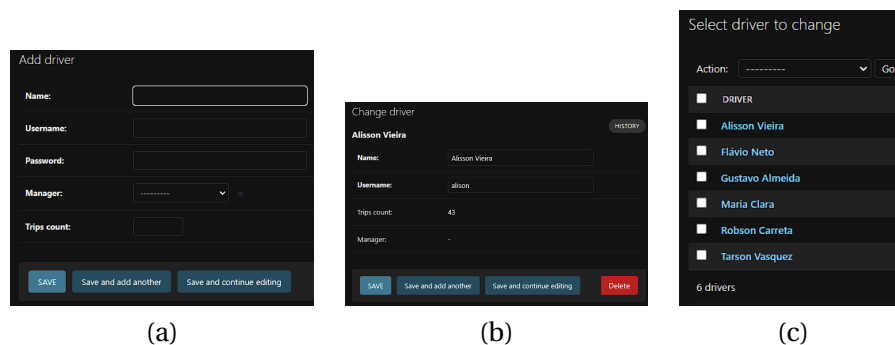 Add driver
Name:
Username:
Password:
Manager: ---------
Trips count:
SAVE Save and add another Save and continue editing
(a)
Change driver
HISTORY
Alisson Vieira
Name: Alisson Vieira
Username: alison
Trips count: 43
Manager: -
SAVE Save and add another Save and continue editing Delete
(b)
Select driver to change
Action: --------- Go
DRIVER
Alisson Vieira
Flávio Neto
Gustavo Almeida
Maria Clara
Robson Carreta
Tarson Vasquez
6 drivers
(c)